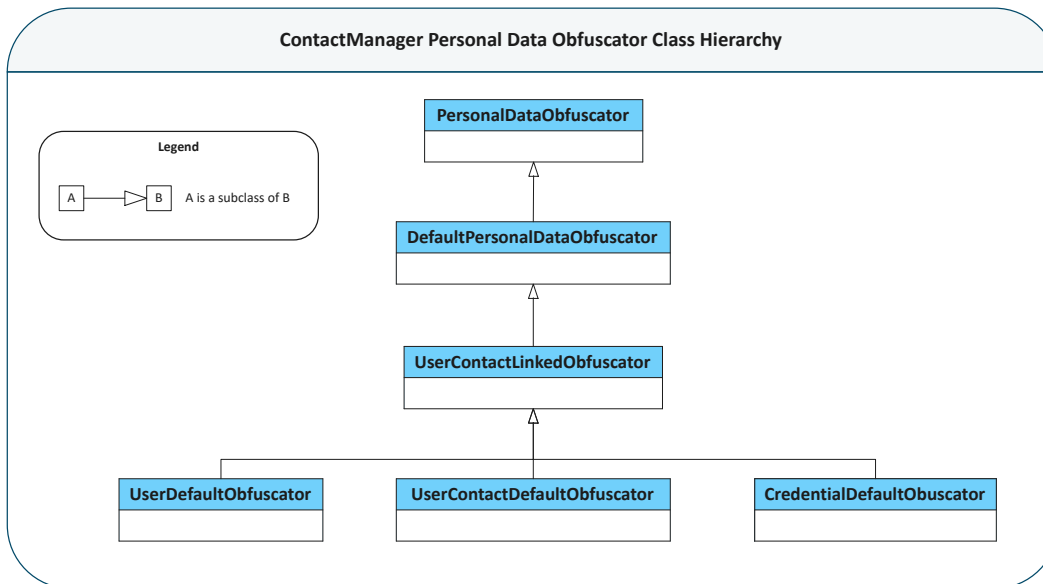 ContactManager Personal Data Obfuscator Class Hierarchy
PersonalDataObfuscator
Legend
A
B
A is a subclass of B
DefaultPersonalDataObfuscator
UserContactLinkedObfuscator
UserDefaultObfuscator
UserContactDefaultObfuscator
CredentialDefaultObuscator